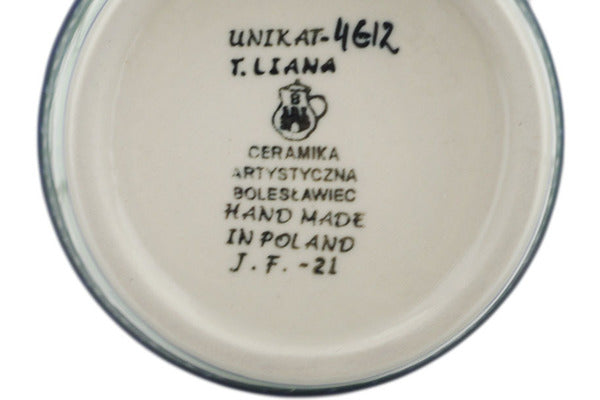 UNIKAT-4612
T. LIANA
B
CERAMIKA
ARTYSTYCZNA
BOLESŁAWIEC
HAND MADE
IN POLAND
J. F. -21